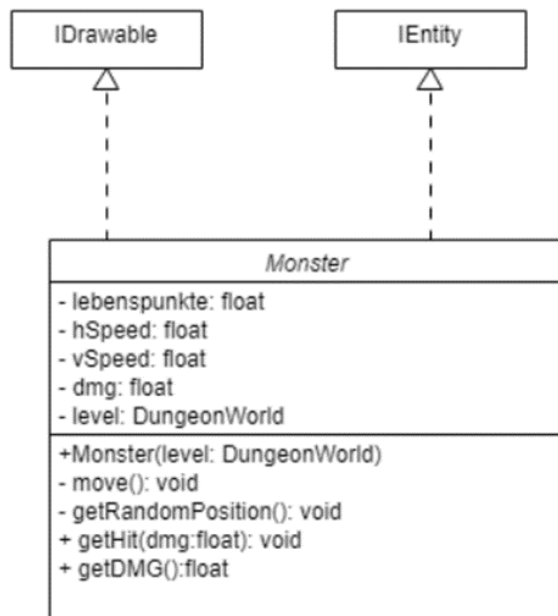 IDrawable
IEntity
Monster
- lebenspunkte: float
- hSpeed: float
- vSpeed: float
- dmg: float
- level: DungeonWorld
+Monster(level: DungeonWorld)
- move(): void
- getRandomPosition(): void
+ getHit(dmg:float): void
+ getDMG():float